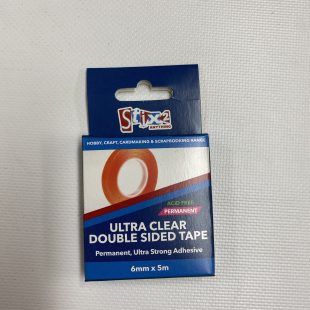 Stix2
ANYTHING
HOBBY, CRAFT, CARDMAKING & SCRAPBOOKING RANGE
ACID FREE
PERMANENT
ULTRA CLEAR
DOUBLE SIDED TAPE
Permanent, Ultra Strong Adhesive
6mm x 5m